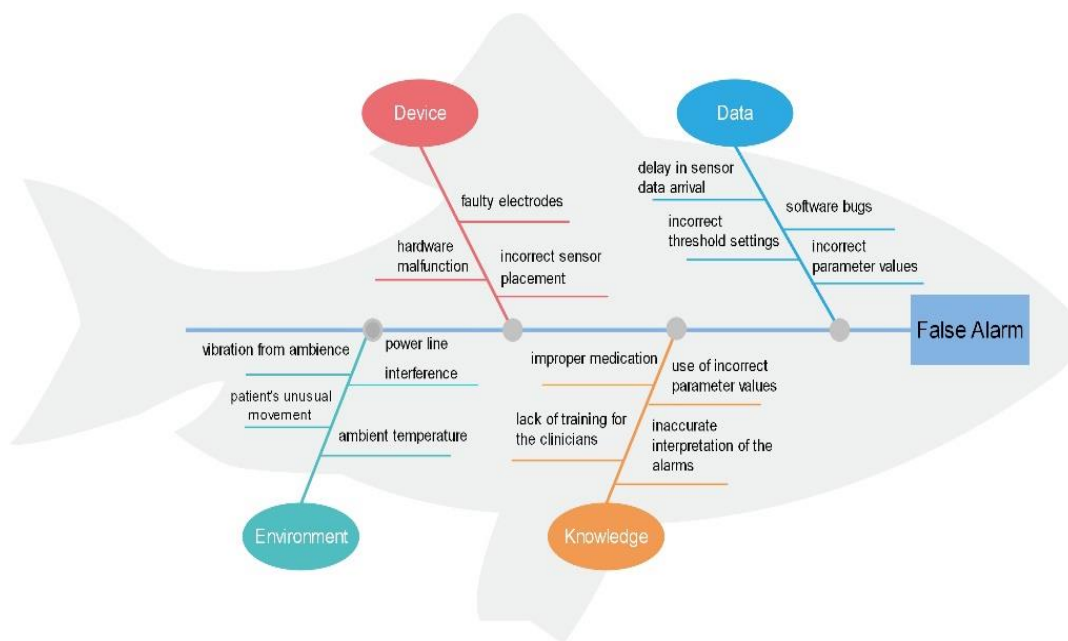 Device
Data
faulty electrodes
hardware
malfunction
incorrect sensor
placement
delay in sensor
data arrival
incorrect
threshold settings
software bugs
incorrect
parameter values
False Alarm
vibration from ambience
power line
interference
patient's unusual
movement
ambient temperature
Environment
improper medication
use of incorrect
parameter values
lack of training for
the clinicians
inaccurate
interpretation of the
alarms
Knowledge